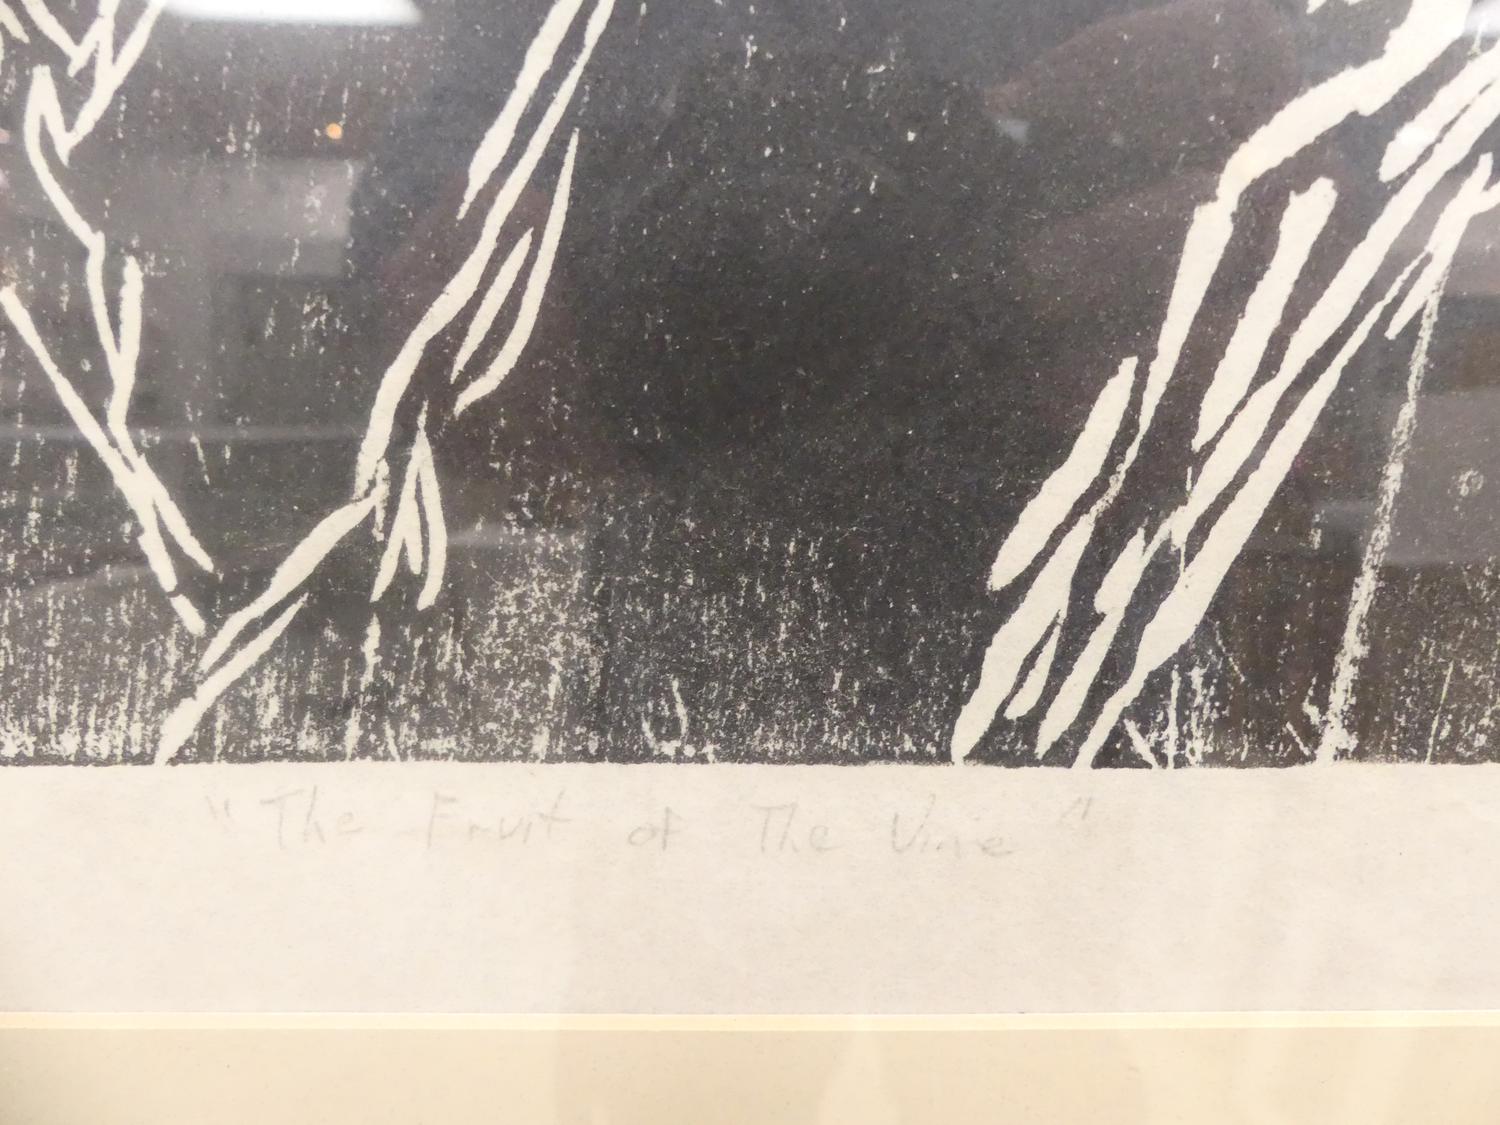 "The Fruit of The Vine"